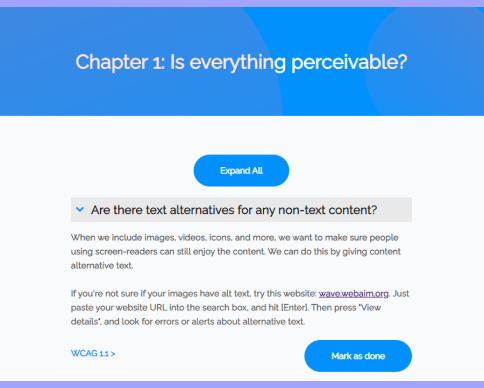 Chapter 1: Is everything perceivable?
Expand All
Are there text alternatives for any non-text content?
When we include images, videos, icons, and more, we want to make sure people
using screen-readers can still enjoy the content. We can do this by giving content
alternative text.
If you're not sure if your images have alt text, try this website: wave.webaim.org. Just
paste your website URL into the search box, and hit [Enter]. Then press "View
details", and look for errors or alerts about alternative text.
WCAG 1.1 >
Mark as done